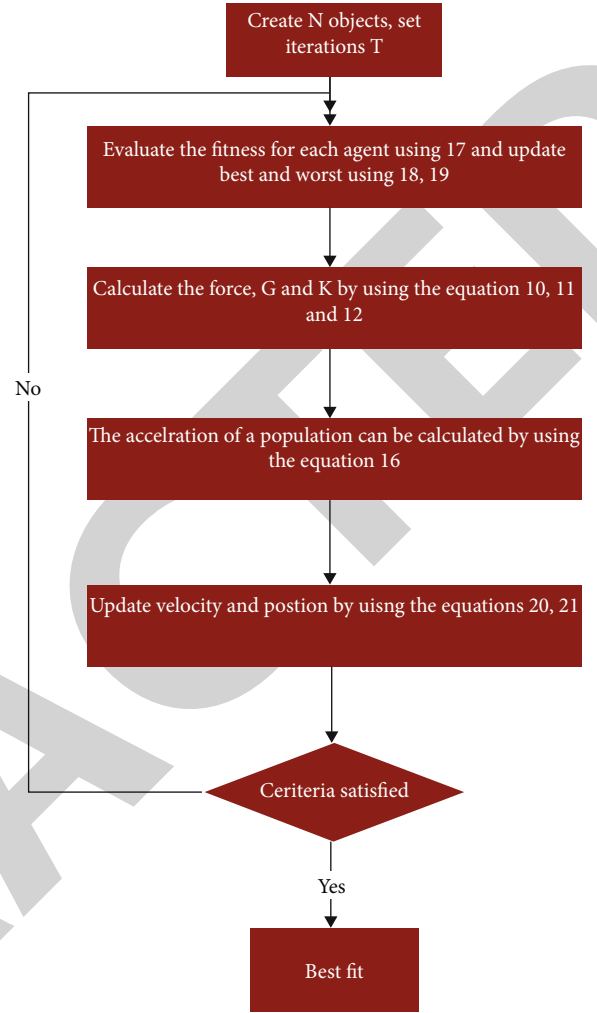 Create N objects, set
iterations T
Evaluate the fitness for each agent using 17 and update
best and worst using 18, 19
Calculate the force, G and K by using the equation 10, 11
and 12
No
The accelration of a population can be calculated by using
the equation 16
Update velocity and postion by uisng the equations 20, 21
Ceriteria satisfied
Yes
Best fit